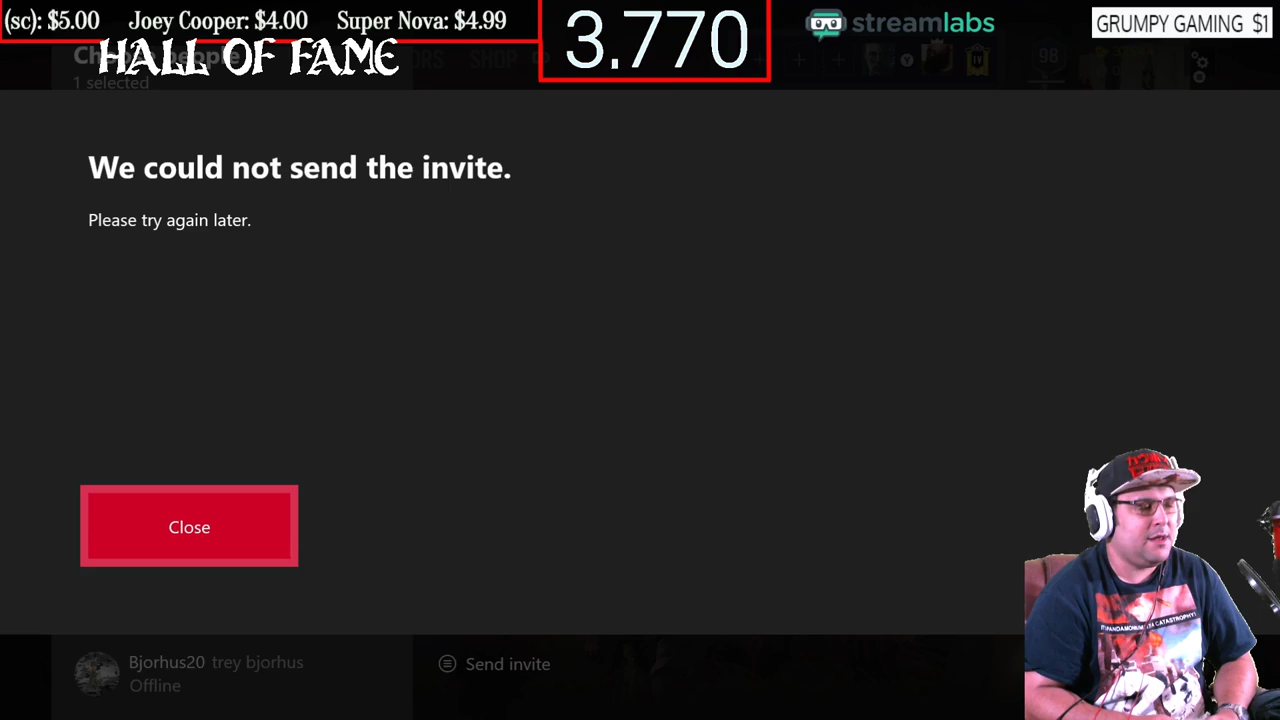 (sc): $5.00 Joey Cooper: $4.00 Super Nova: $4.99
3.770
streamlabs
GRUMPY GAMING $1
HALL OF FAME
SHOP
98
1 selected
We could not send the invite.
Please try again later.
Close
Bjorhus20 trey bjorhus
Offline
Send invite